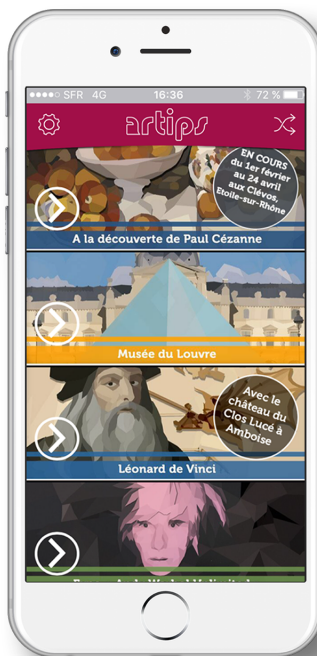 SFR 4G 16:36 72 %
artips
EN COURS
du 1er février
au 24 avril
aux Clévos,
Etoile-sur-Rhône
A la découverte de Paul Cézanne
Musée du Louvre
Avec le
château du
Clos Lucé à
Amboise
Léonard de Vinci